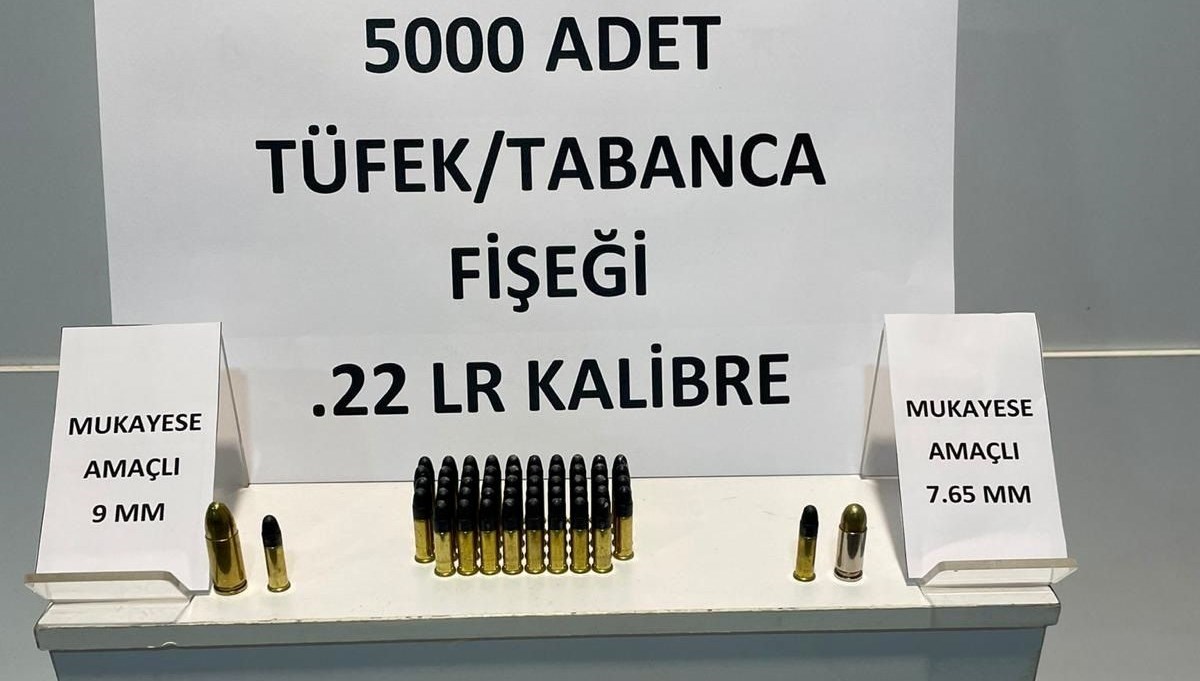 5000 ADET
TÜFEK/TABANCA
FİŞEĞİ
.22 LR KALİBRE
MUKAYESE
AMAÇLI
9 MM
MUKAYESE
AMAÇLI
7.65 MM